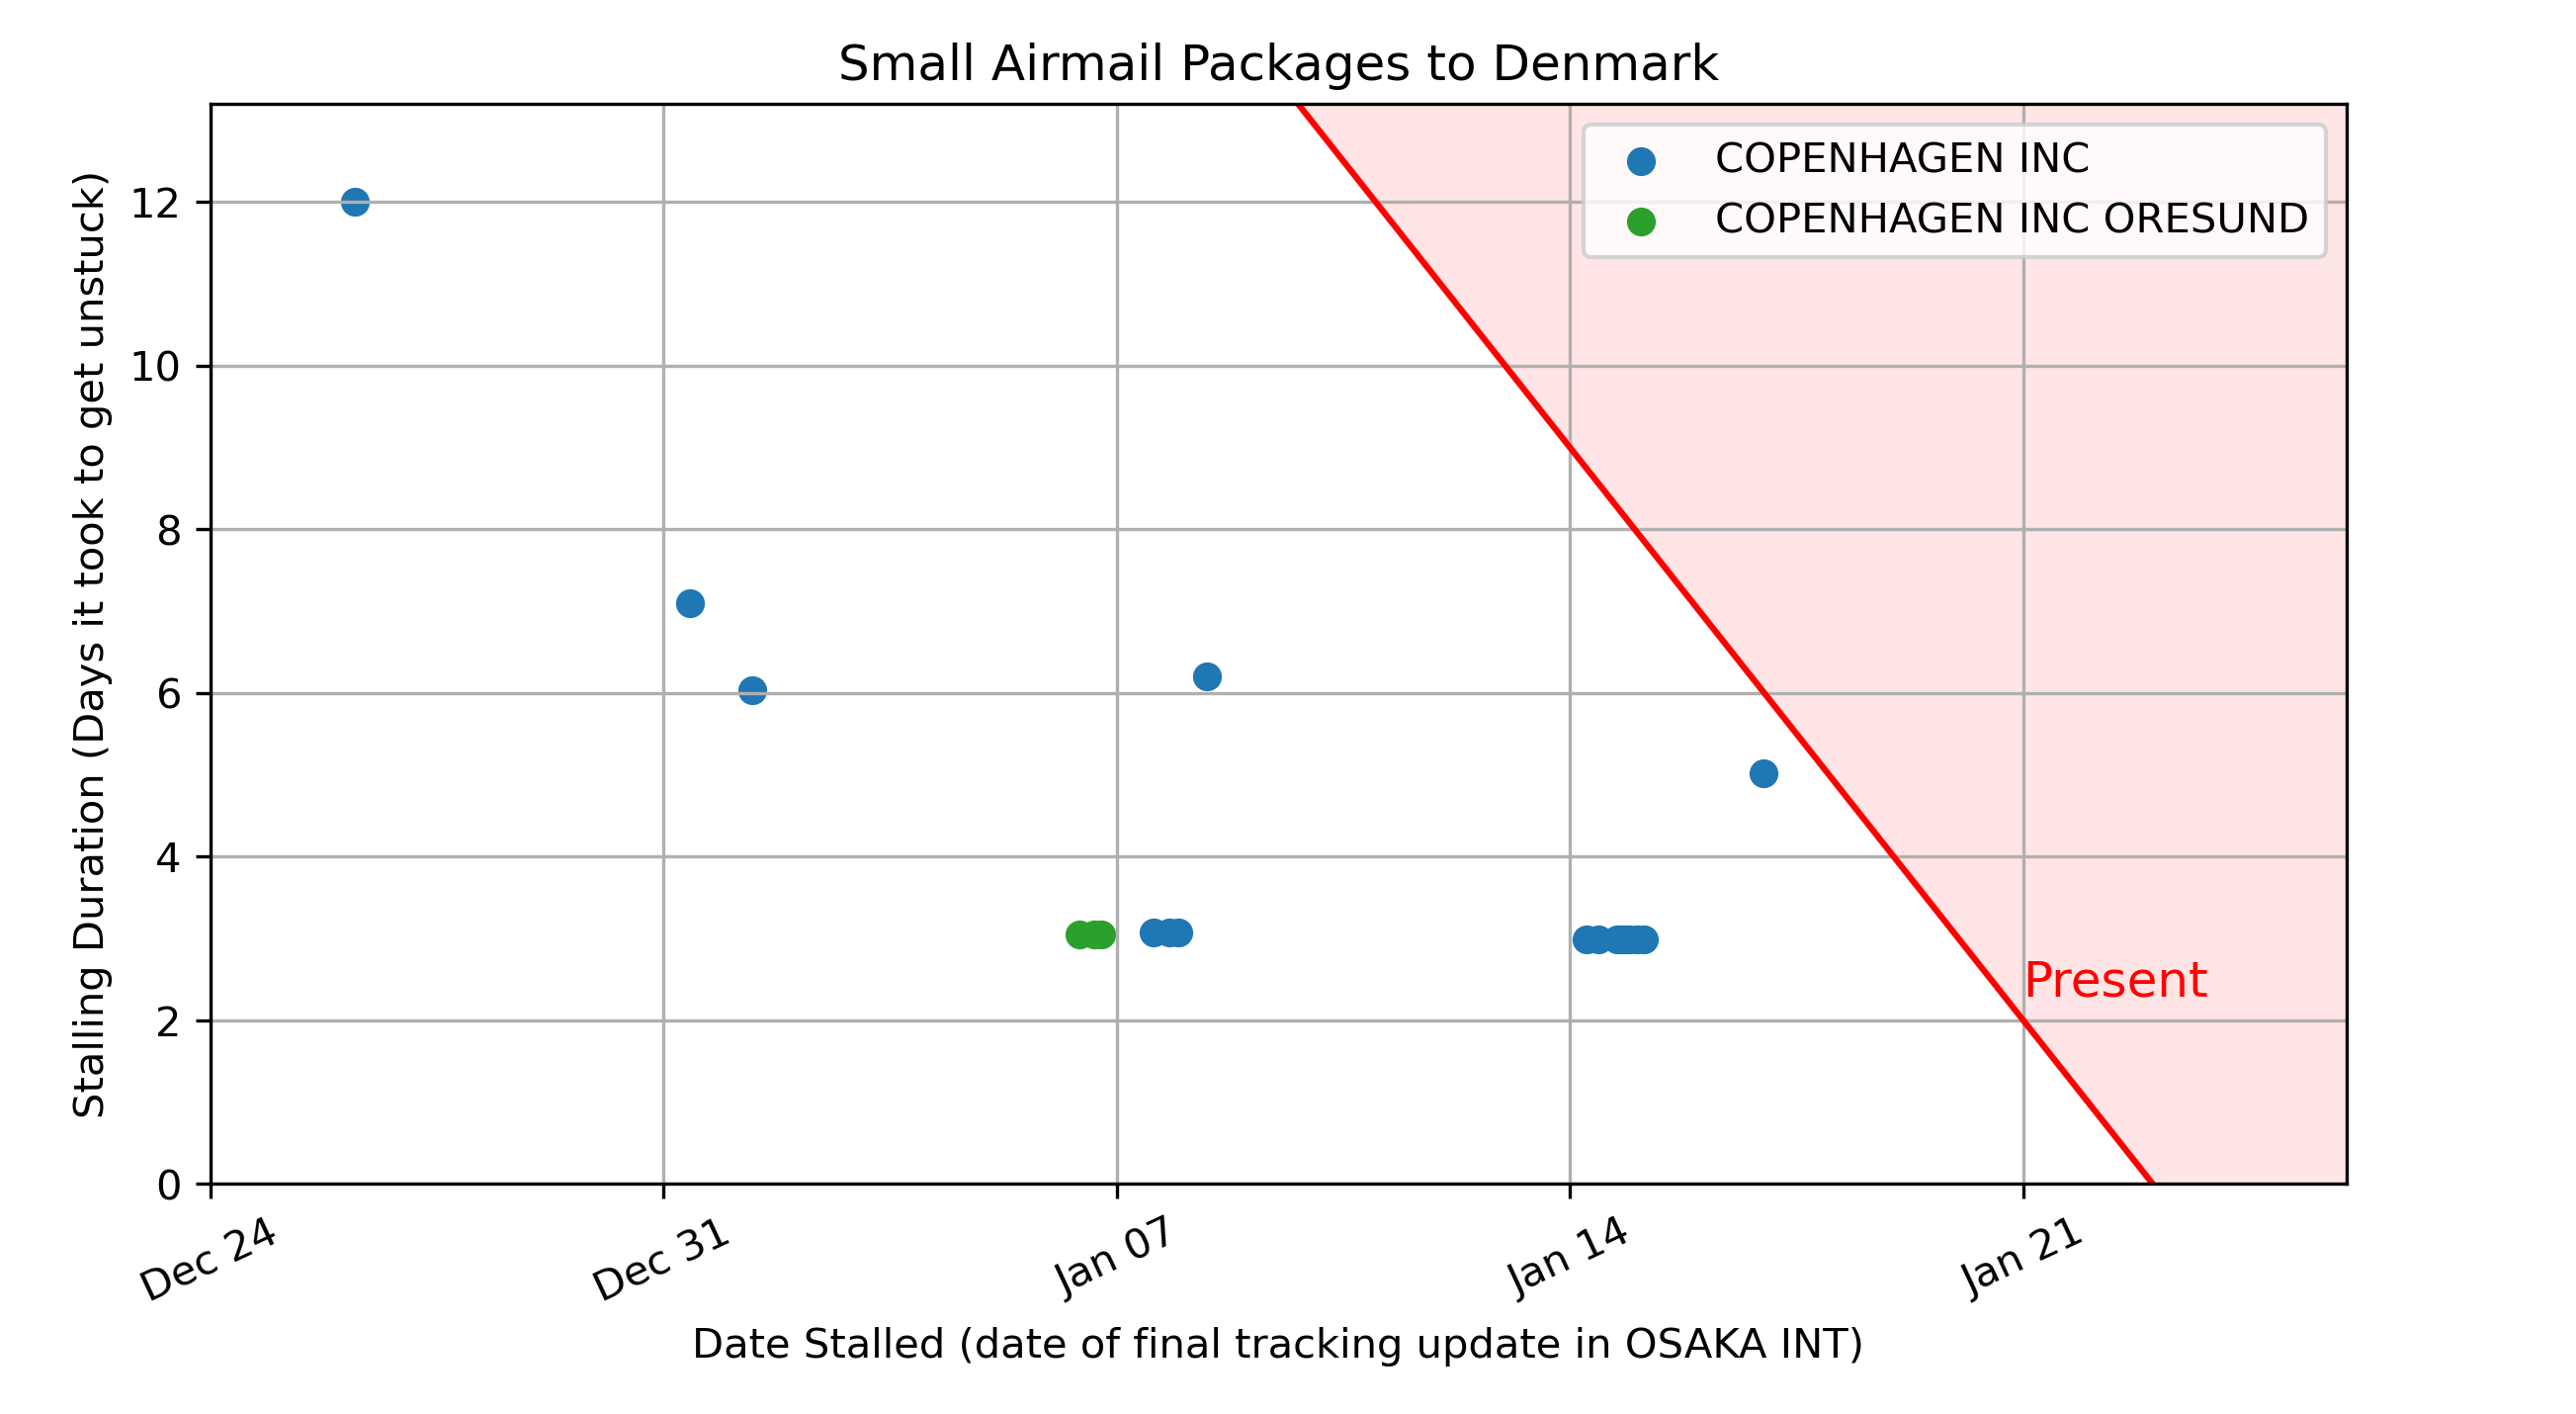 Small Airmail Packages to Denmark
COPENHAGEN INC
COPENHAGEN INC ORESUND
Stalling Duration (Days it took to get unstuck)
12
10
8
6
4
2
0
Present
Dec 24
Dec 31
Jan 07
Jan 14
Jan 21
Date Stalled (date of final tracking update in OSAKA INT)